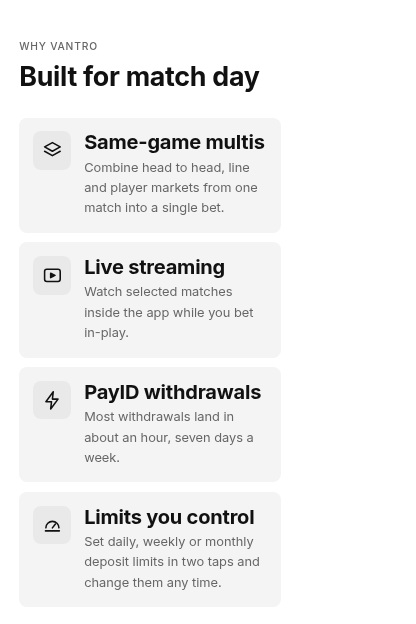 WHY VANTRO
Built for match day
Same-game multis
Combine head to head, line
and player markets from one
match into a single bet.
Live streaming
Watch selected matches
inside the app while you bet
in-play.
PayID withdrawals
Most withdrawals land in
about an hour, seven days a
week.
Limits you control
Set daily, weekly or monthly
deposit limits in two taps and
change them any time.